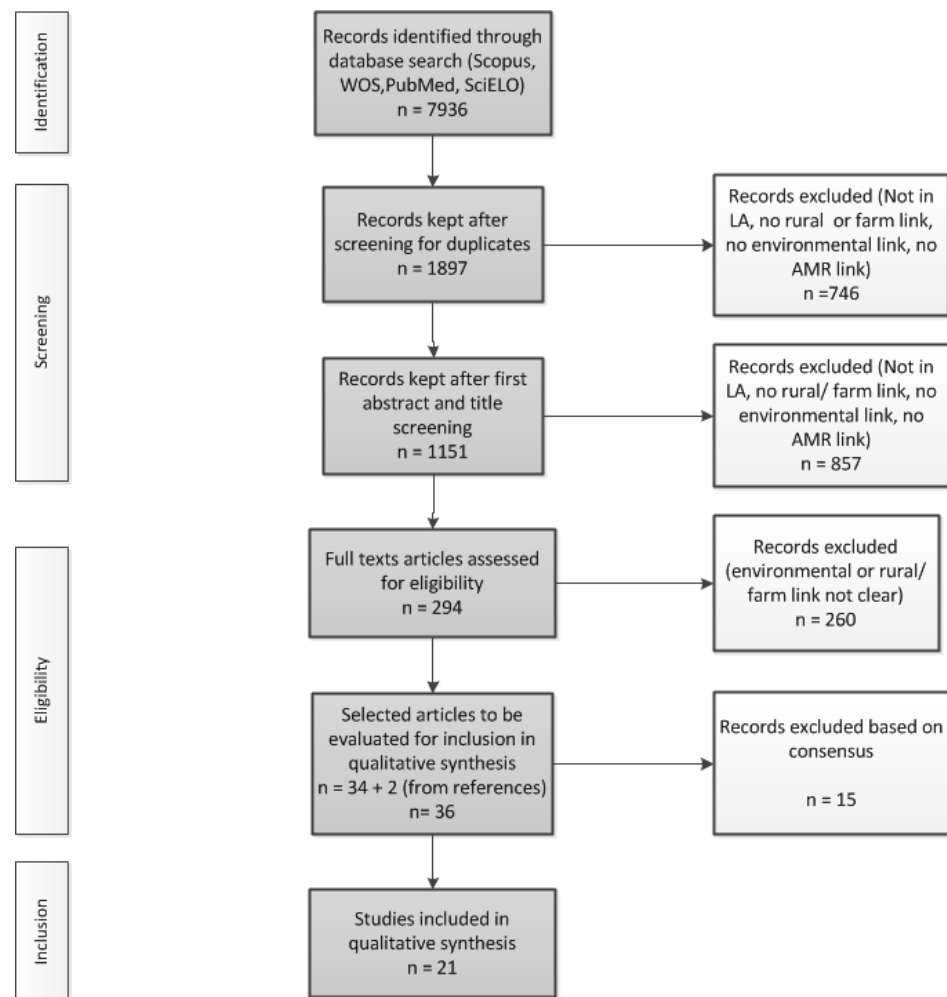 Identification
Records identified through
database search (Scopus,
WOS,PubMed, SciELO)
n = 7936
Screening
Records kept after
screening for duplicates
n = 1897
Records excluded (Not in
LA, no rural or farm link,
no environmental link, no
AMR link)
n =746
Records kept after first
abstract and title
screening
n = 1151
Records excluded (Not in
LA, no rural/ farm link, no
environmental link, no
AMR link)
n = 857
Eligibility
Full texts articles assessed
for eligibility
n = 294
Records excluded
(environmental or rural/
farm link not clear)
n = 260
Selected articles to be
evaluated for inclusion in
qualitative synthesis
n = 34 + 2 (from references)
n= 36
Records excluded based on
consensus
n = 15
Inclusion
Studies included in
qualitative synthesis
n = 21